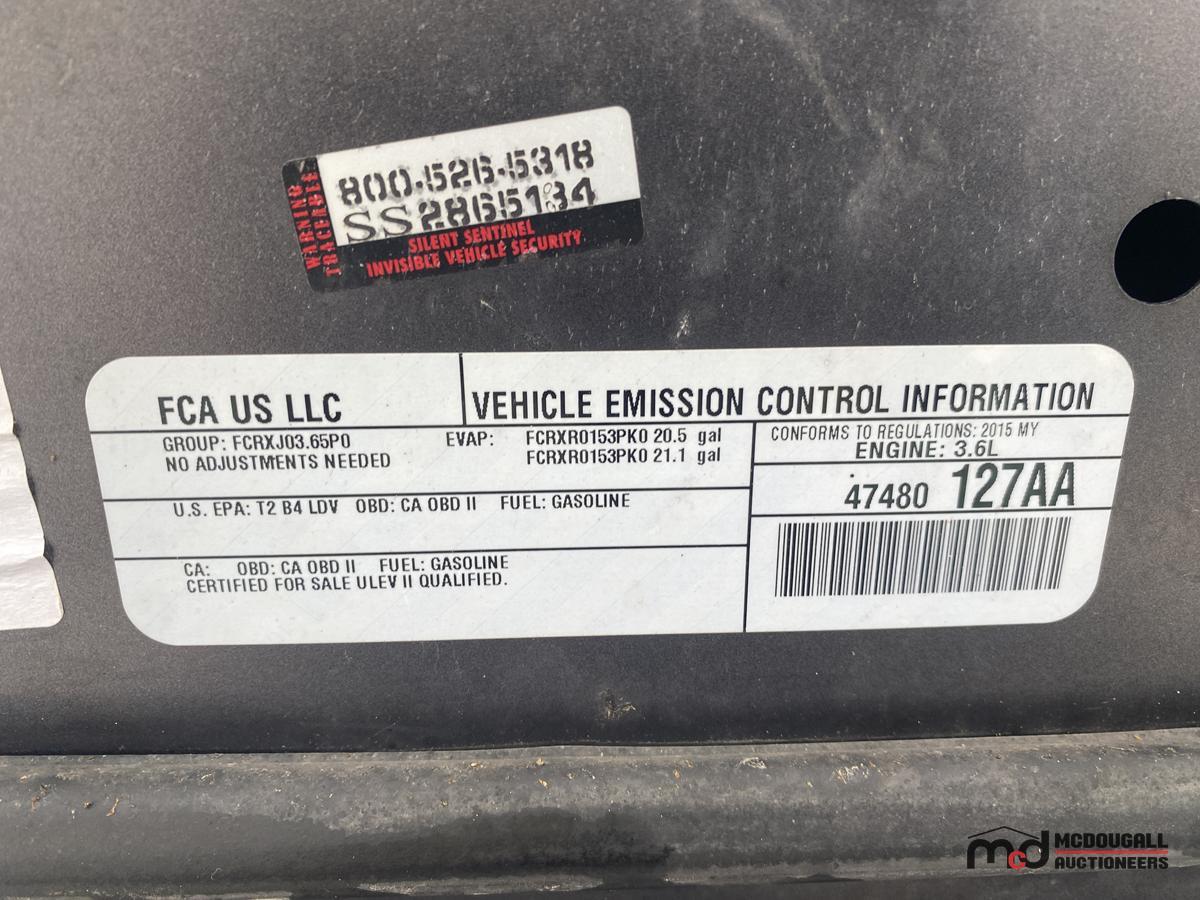 WARNING
TRACEABLE
800-526-5318
SS2865134
SILENT SENTINEL
INVISIBLE VEHICLE SECURITY
FCA US LLC
VEHICLE EMISSION CONTROL INFORMATION
GROUP: FCRXJ03.65P0
NO ADJUSTMENTS NEEDED
EVAP: FCRXR0153PK0 20.5 gal
FCRXR0153PK0 21.1 gal
CONFORMS TO REGULATIONS: 2015 MY
ENGINE: 3.6L
U.S. EPA: T2 B4 LDV OBD: CA OBD II FUEL: GASOLINE
47480 127AA
CA: OBD: CA OBD II FUEL: GASOLINE
CERTIFIED FOR SALE ULEV II QUALIFIED.
mcd MCDOUGALL
AUCTIONEERS